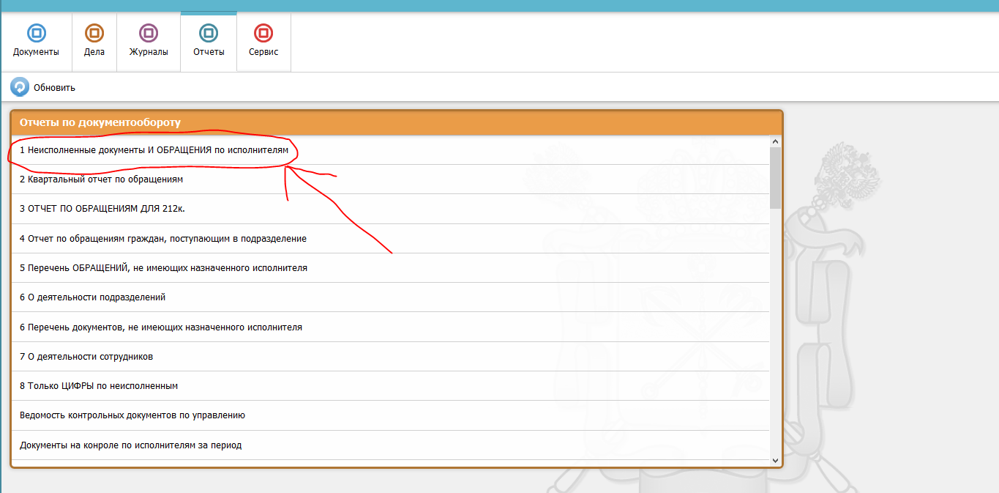 Документы
Дела
Журналы
Отчеты
Сервис
Обновить
Отчеты по документообороту
1 Неисполненные документы И ОБРАЩЕНИЯ по исполнителям
2 Квартальный отчет по обращениям
3 ОТЧЕТ ПО ОБРАЩЕНИЯМ ДЛЯ 212к.
4 Отчет по обращениям граждан, поступающим в подразделение
5 Перечень ОБРАЩЕНИЙ, не имеющих назначенного исполнителя
6 О деятельности подразделений
6 Перечень документов, не имеющих назначенного исполнителя
7 О деятельности сотрудников
8 Только ЦИФРЫ по неисполненным
Ведомость контрольных документов по управлению
Документы на конроле по исполнителям за период